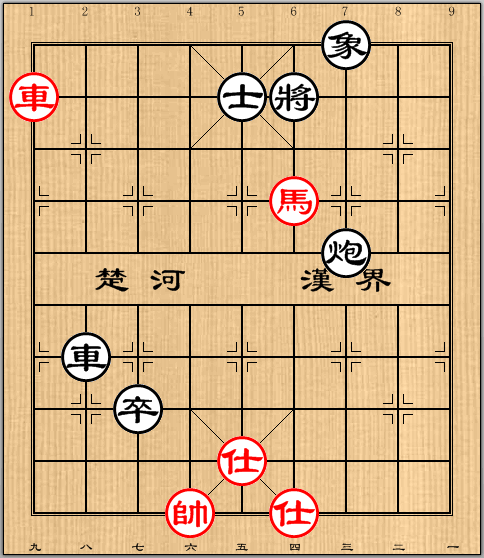 1 2 3 4 5 6 7 8 9
象
車 士 將
馬
炮
楚河 漢界
車
卒
仕
帥 仕
九 八 七 六 五 四 三 二 一